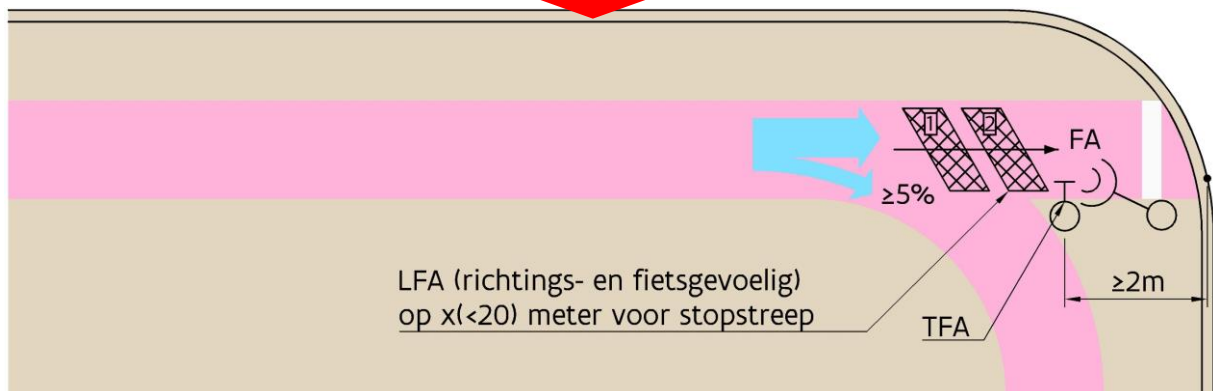 1 2 FA
≥5%
LFA (richtings- en fietsgevoelig)
op x(<20) meter voor stopstreep
≥2m
TFA